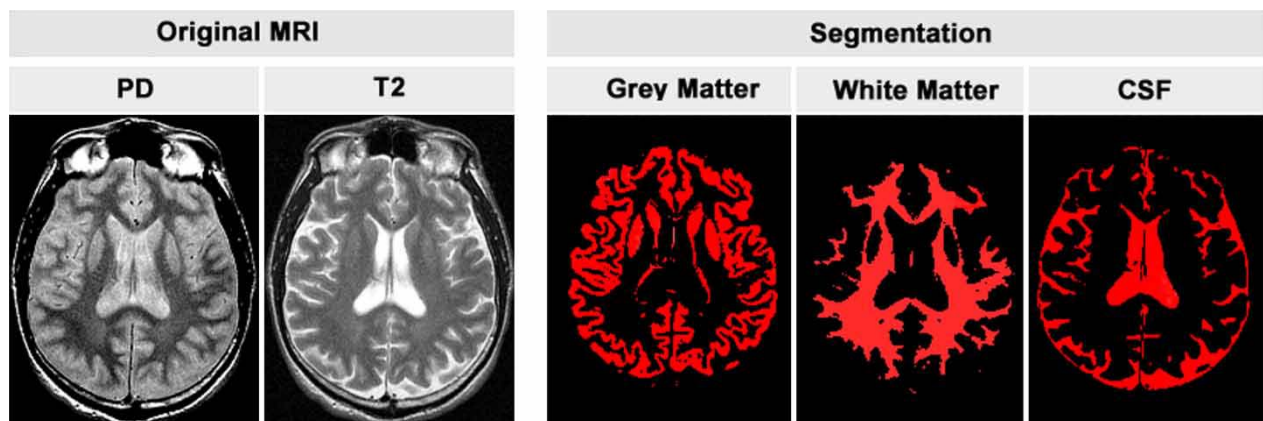 Original MRI
Segmentation
PD
T2
Grey Matter
White Matter
CSF